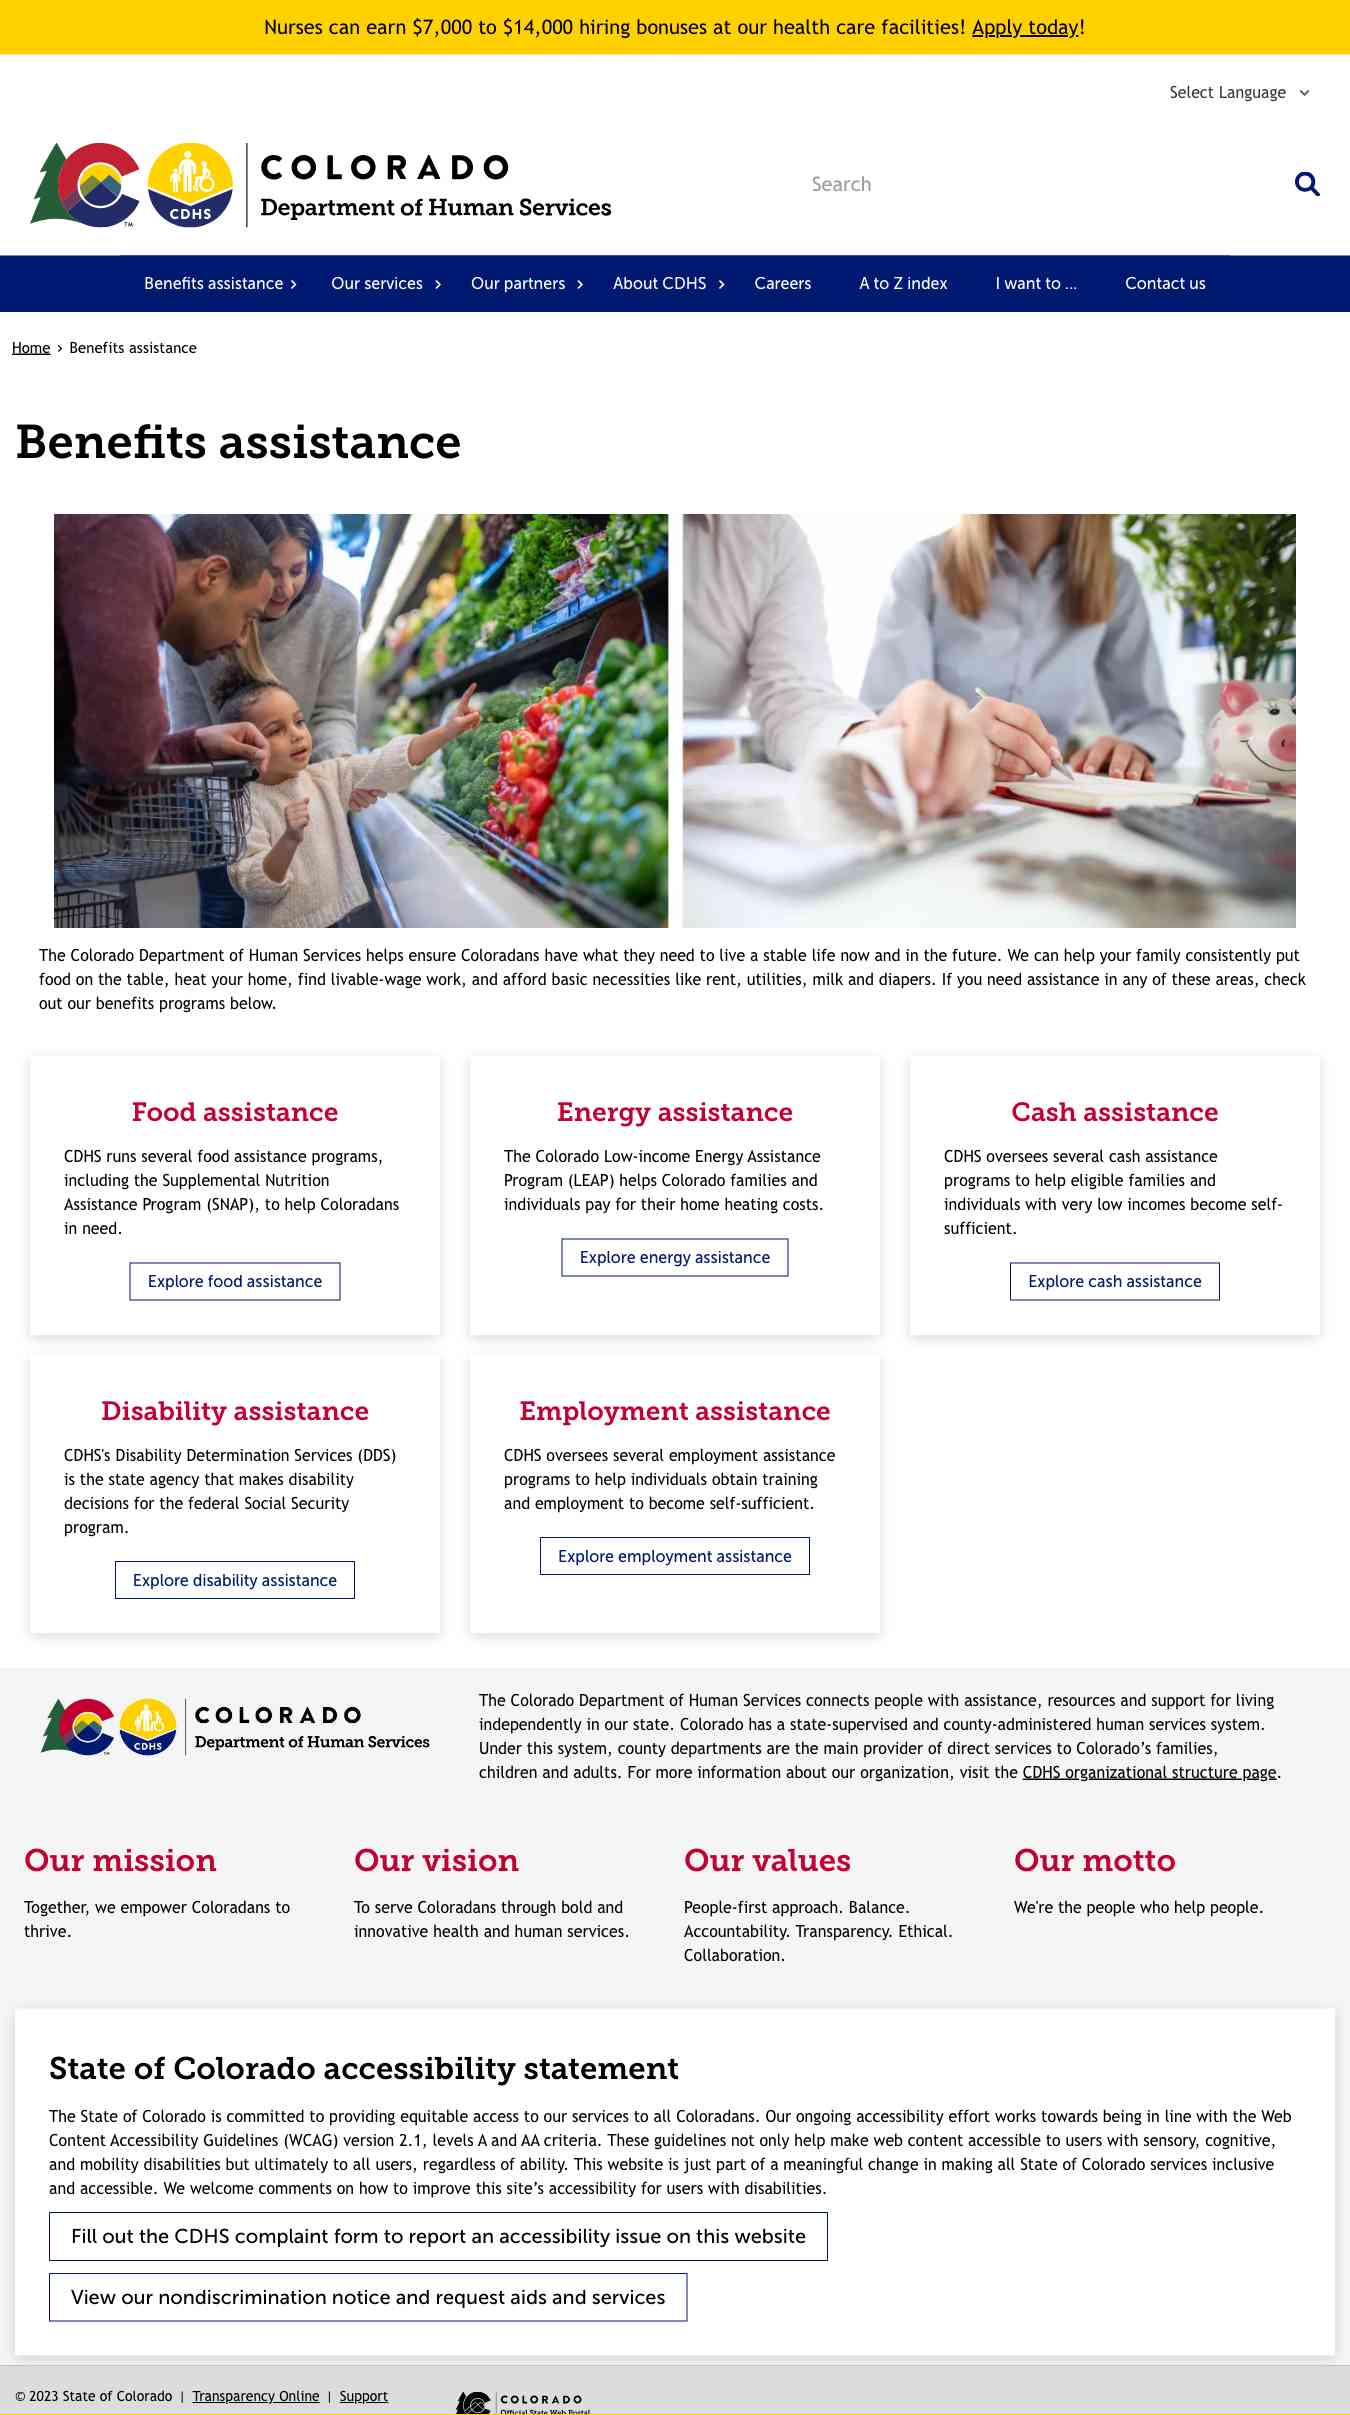 Nurses can earn $7,000 to $14,000 hiring bonuses at our health care facilities! Apply today!
Select Language
COLORADO
Department of Human Services
CDHS
TM
Search
Benefits assistance
Our services
Our partners
About CDHS
Careers
A to Z index
I want to ...
Contact us
Home › Benefits assistance
Benefits assistance
The Colorado Department of Human Services helps ensure Coloradans have what they need to live a stable life now and in the future. We can help your family consistently put
food on the table, heat your home, find livable-wage work, and afford basic necessities like rent, utilities, milk and diapers. If you need assistance in any of these areas, check
out our benefits programs below.
Food assistance
CDHS runs several food assistance programs,
including the Supplemental Nutrition
Assistance Program (SNAP), to help Coloradans
in need.
Explore food assistance
Energy assistance
The Colorado Low-income Energy Assistance
Program (LEAP) helps Colorado families and
individuals pay for their home heating costs.
Explore energy assistance
Cash assistance
CDHS oversees several cash assistance
programs to help eligible families and
individuals with very low incomes become self-
sufficient.
Explore cash assistance
Disability assistance
CDHS's Disability Determination Services (DDS)
is the state agency that makes disability
decisions for the federal Social Security
program.
Explore disability assistance
Employment assistance
CDHS oversees several employment assistance
programs to help individuals obtain training
and employment to become self-sufficient.
Explore employment assistance
COLORADO
Department of Human Services
CDHS
TM
The Colorado Department of Human Services connects people with assistance, resources and support for living
independently in our state. Colorado has a state-supervised and county-administered human services system.
Under this system, county departments are the main provider of direct services to Colorado’s families,
children and adults. For more information about our organization, visit the CDHS organizational structure page.
Our mission
Together, we empower Coloradans to
thrive.
Our vision
To serve Coloradans through bold and
innovative health and human services.
Our values
People-first approach. Balance.
Accountability. Transparency. Ethical.
Collaboration.
Our motto
We're the people who help people.
State of Colorado accessibility statement
The State of Colorado is committed to providing equitable access to our services to all Coloradans. Our ongoing accessibility effort works towards being in line with the Web
Content Accessibility Guidelines (WCAG) version 2.1, levels A and AA criteria. These guidelines not only help make web content accessible to users with sensory, cognitive,
and mobility disabilities but ultimately to all users, regardless of ability. This website is just part of a meaningful change in making all State of Colorado services inclusive
and accessible. We welcome comments on how to improve this site’s accessibility for users with disabilities.
Fill out the CDHS complaint form to report an accessibility issue on this website
View our nondiscrimination notice and request aids and services
© 2023 State of Colorado | Transparency Online | Support
COLORADO
Official State Web Portal